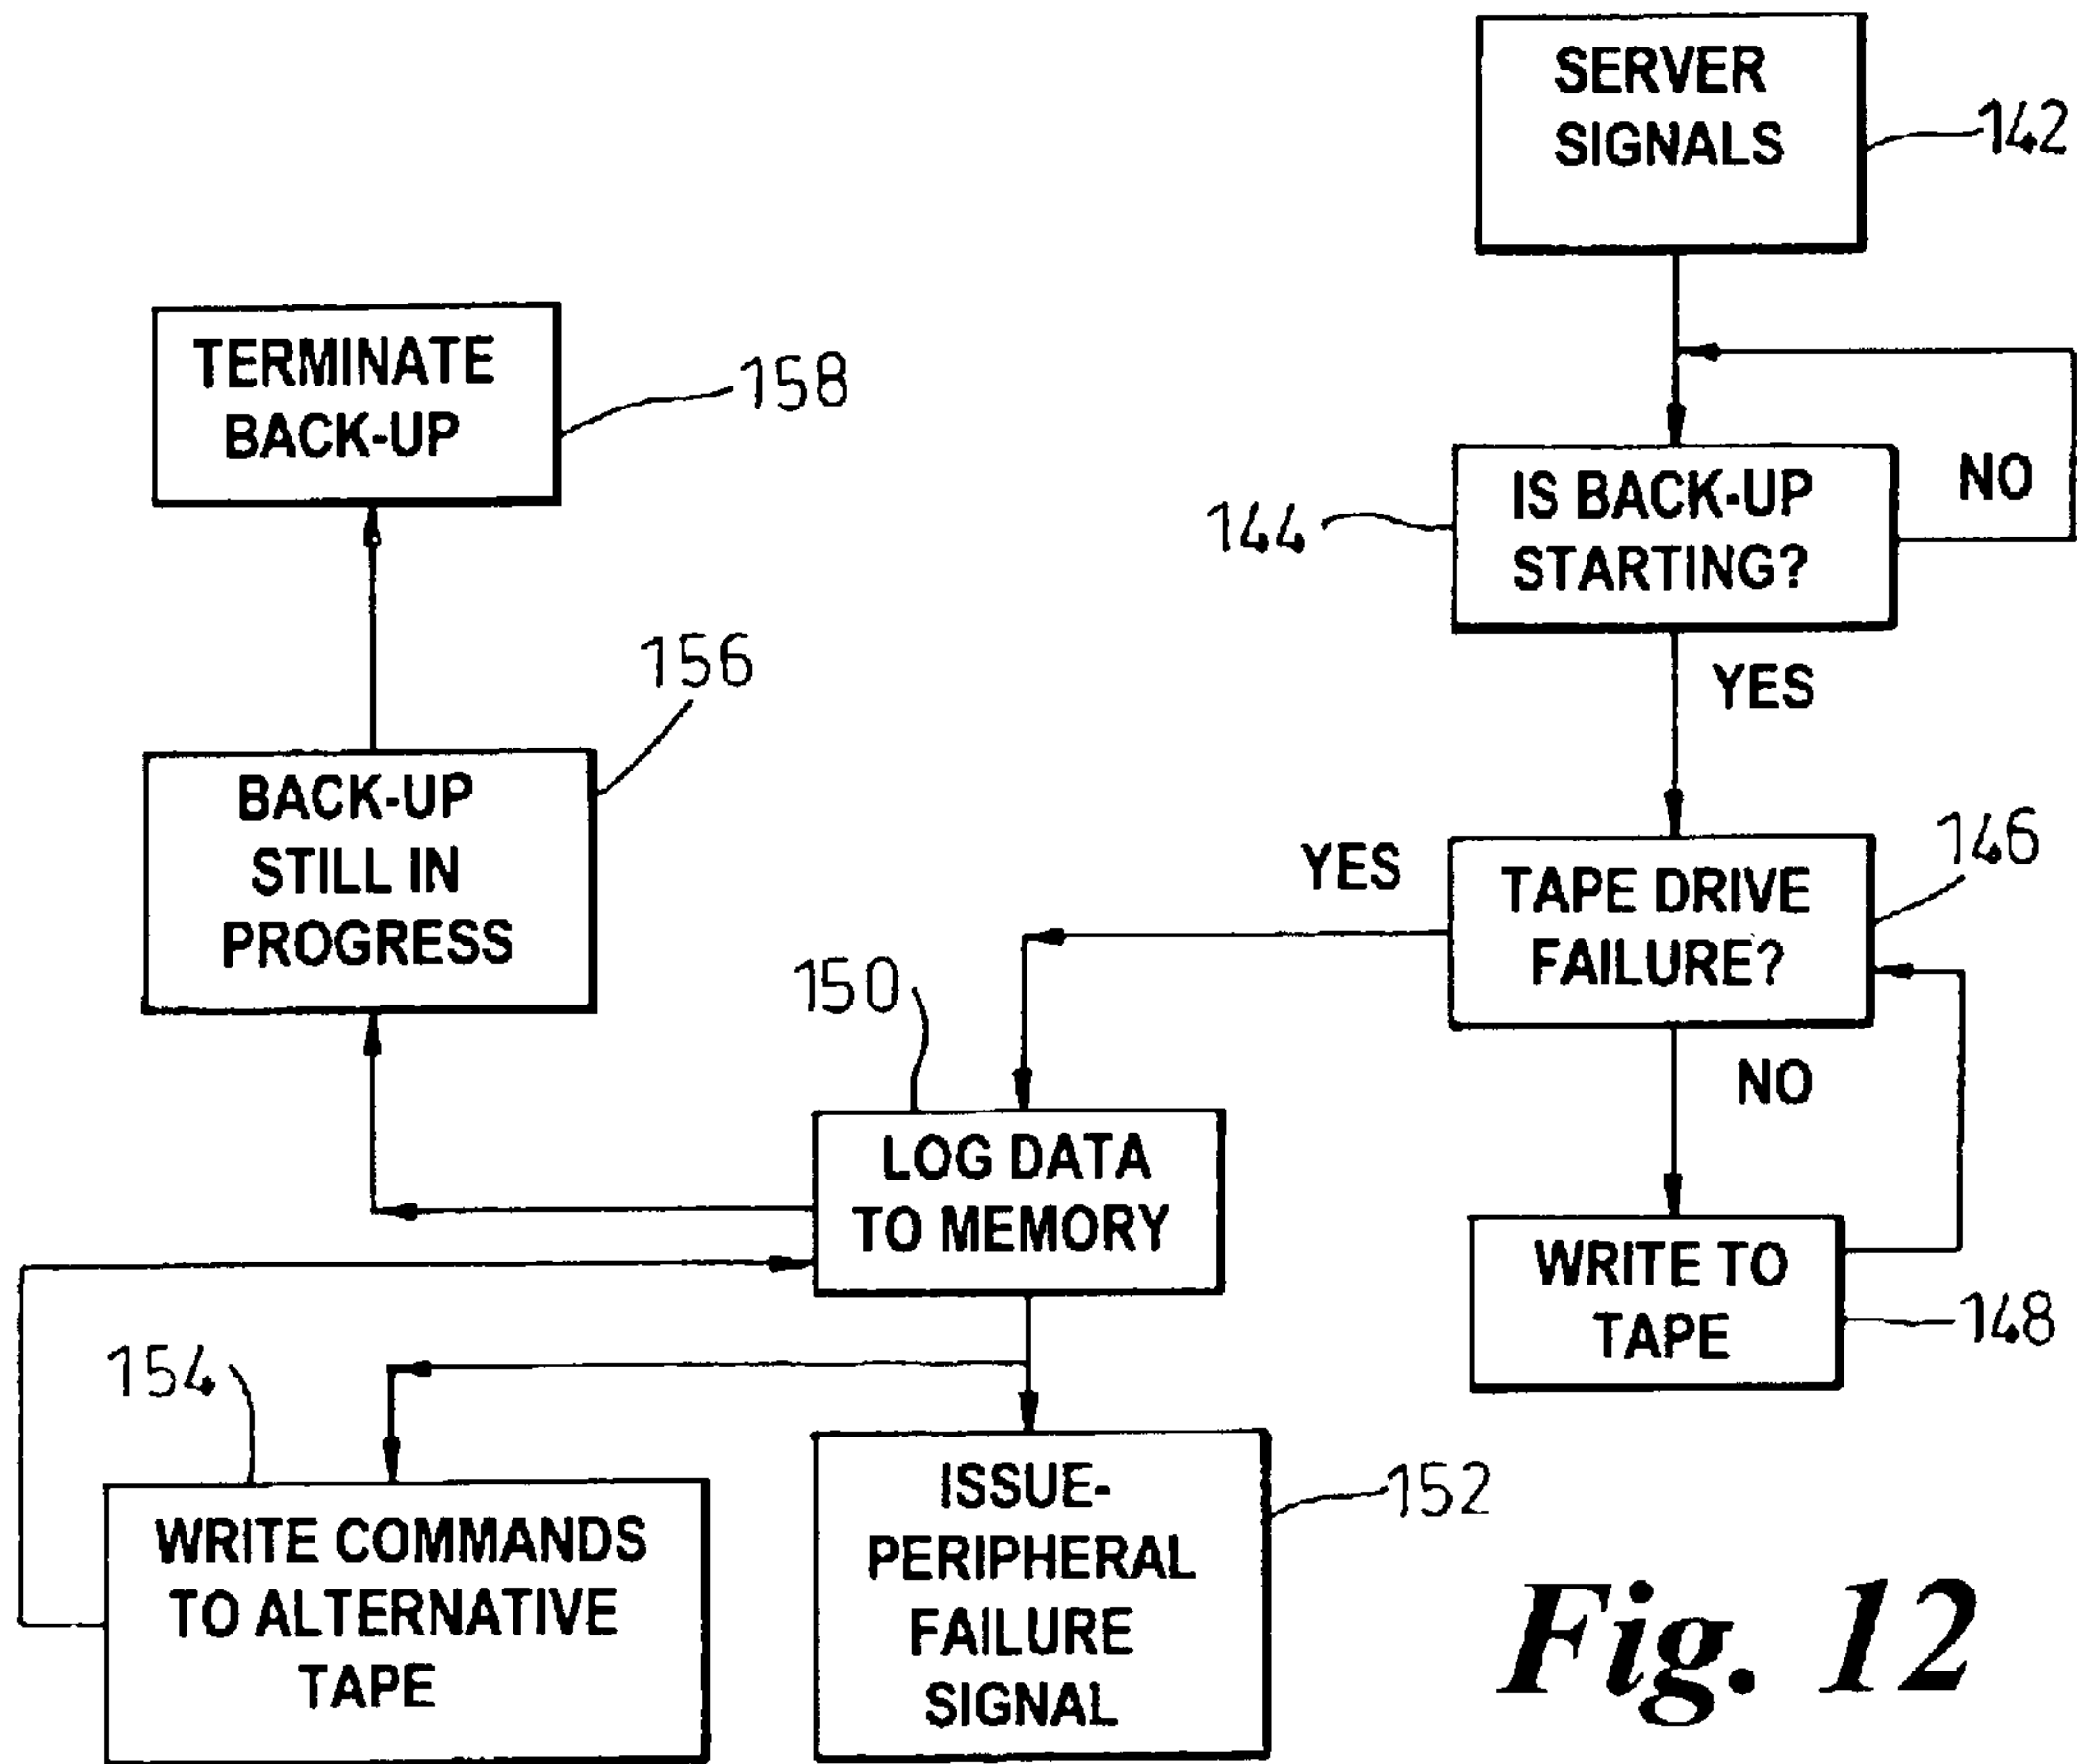 SERVER
SIGNALS
142
IS BACK-UP
STARTING?
144
NO
YES
TAPE DRIVE
FAILURE?
146
YES
NO
WRITE TO
TAPE
148
LOG DATA
TO MEMORY
150
ISSUE-
PERIPHERAL
FAILURE
SIGNAL
152
WRITE COMMANDS
TO ALTERNATIVE
TAPE
154
BACK-UP
STILL IN
PROGRESS
156
TERMINATE
BACK-UP
158
Fig. 12